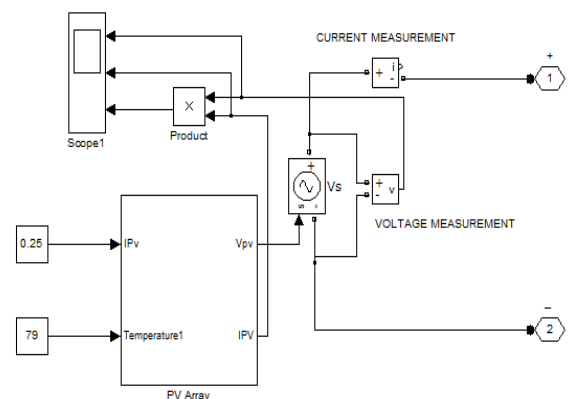 CURRENT MEASUREMENT
+
i
+
-
1
Scope1
X
Product
+
Vs
s
-
+
-
v
VOLTAGE MEASUREMENT
0.25
IPv
Vpv
79
Temperature1
IPV
–
2
PV Array